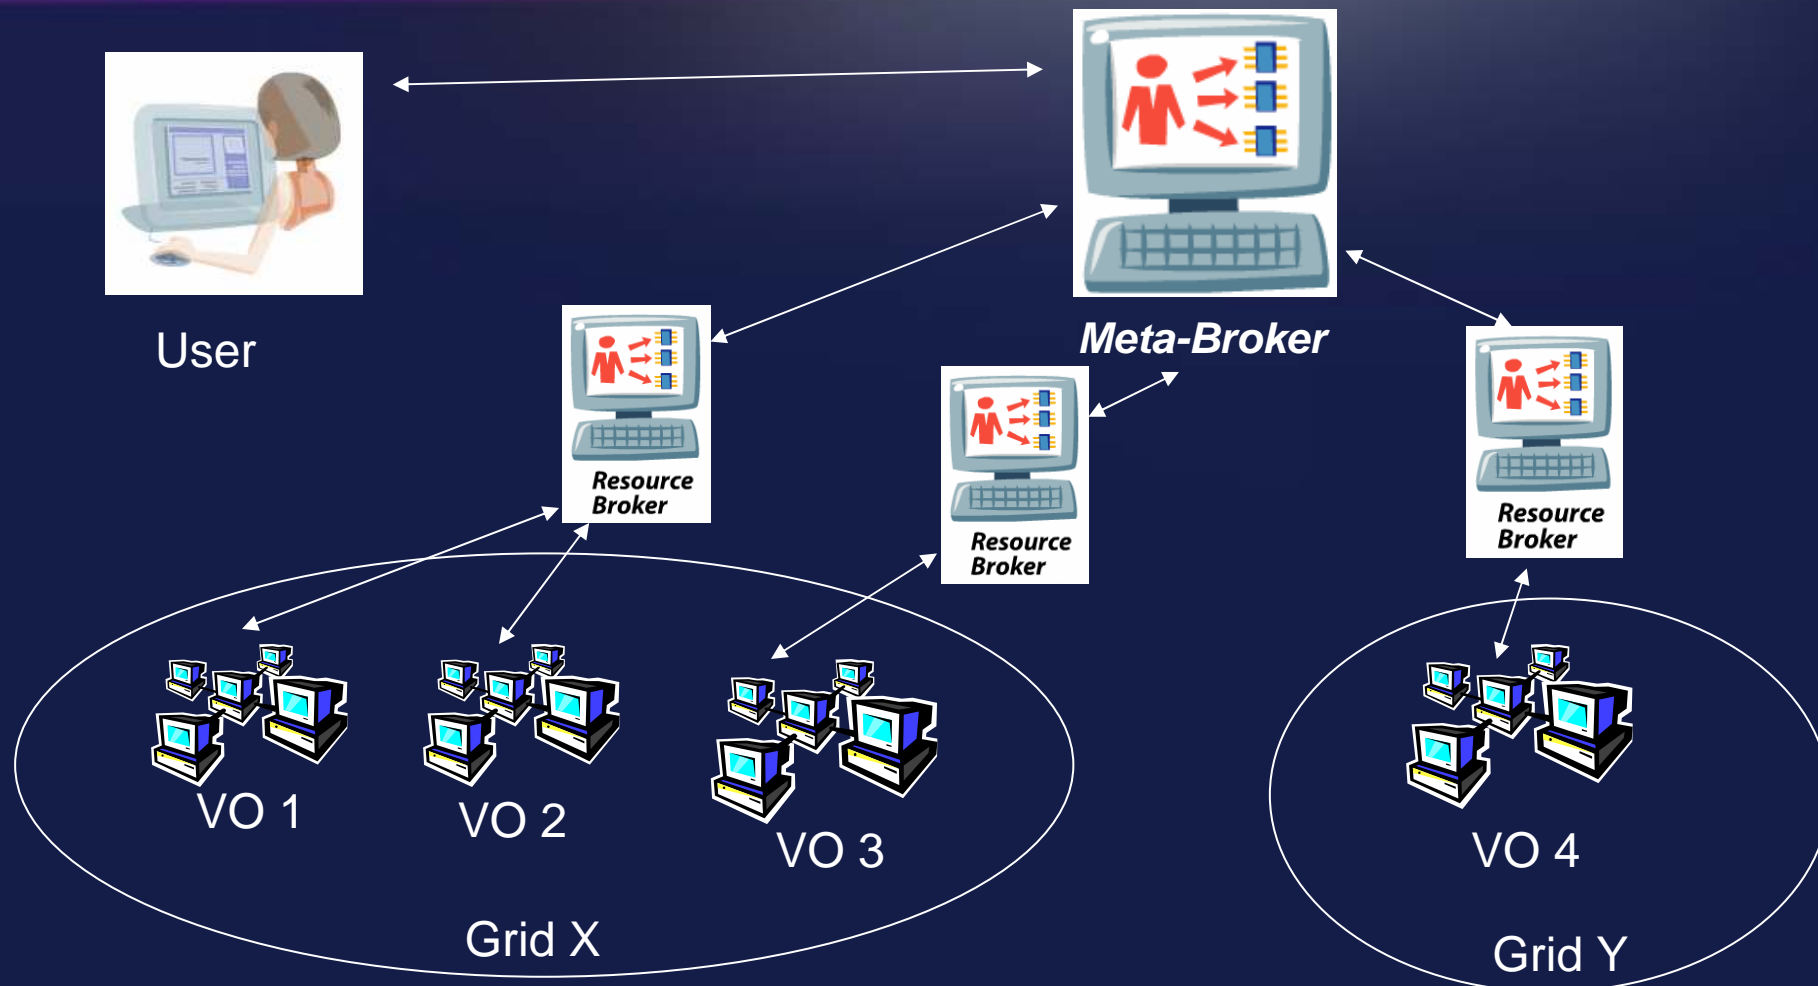 User
Meta-Broker
Resource
Broker
Resource
Broker
Resource
Broker
VO 1
VO 2
VO 3
VO 4
Grid X
Grid Y